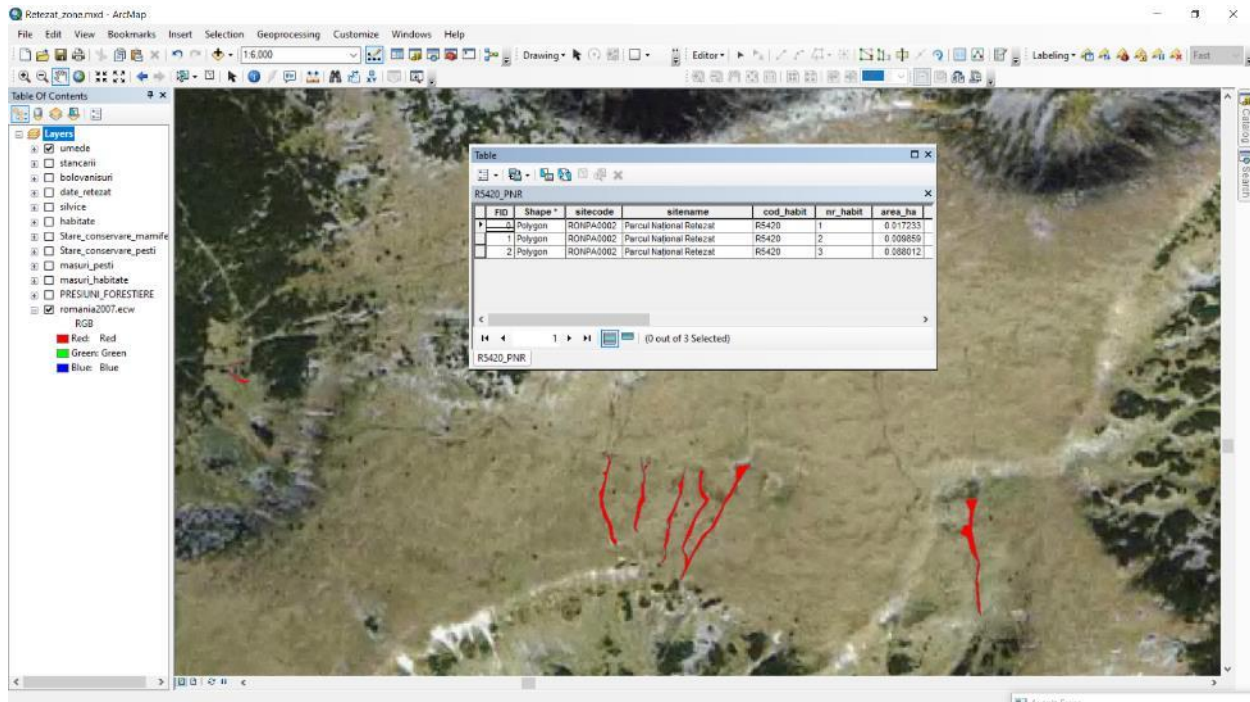 Retezat_zone.mxd - ArcMap
File Edit View Bookmarks Insert Selection Geoprocessing Customize Windows Help
1:6,000 Drawing Editor Labeling Fast
Table Of Contents
Layers
umede
stancarii
bolovanisuri
date_retezat
silvice
habitate
Stare_conservare_mamife
Stare_conservare_pesti
masuri_pesti
masuri_habitate
PRESIUNI_FORESTIERE
romania2007.ecw
RGB
Red: Red
Green: Green
Blue: Blue
Table
R5420_PNR
FID Shape * sitecode sitename cod_habit nr_habit area_ha
0 Polygon RONPA0002 Parcul Național Retezat R5420 1 0.017233
1 Polygon RONPA0002 Parcul Național Retezat R5420 2 0.009859
2 Polygon RONPA0002 Parcul Național Retezat R5420 3 0.088012
1 (0 out of 3 Selected)
R5420_PNR
Catalog
Search